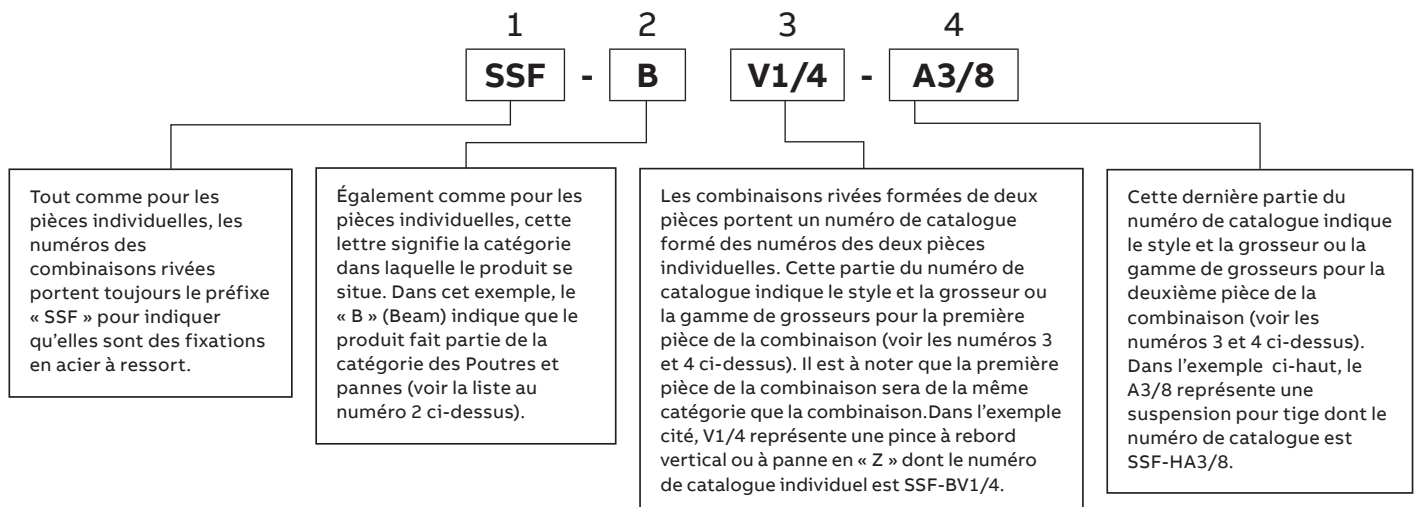 1 2 3 4
SSF - B V1/4 - A3/8
Tout comme pour les
pièces individuelles, les
numéros des
combinaisons rivées
portent toujours le préfixe
« SSF » pour indiquer
qu’elles sont des fixations
en acier à ressort.
Également comme pour les
pièces individuelles, cette
lettre signifie la catégorie
dans laquelle le produit se
situe. Dans cet exemple, le
« B » (Beam) indique que le
produit fait partie de la
catégorie des Poutres et
pannes (voir la liste au
numéro 2 ci-dessus).
Les combinaisons rivées formées de deux
pièces portent un numéro de catalogue
formé des numéros des deux pièces
individuelles. Cette partie du numéro de
catalogue indique le style et la grosseur ou
la gamme de grosseurs pour la première
pièce de la combinaison (voir les numéros 3
et 4 ci-dessus). Il est à noter que la première
pièce de la combinaison sera de la même
catégorie que la combinaison.Dans l’exemple
cité, V1/4 représente une pince à rebord
vertical ou à panne en « Z » dont le numéro
de catalogue individuel est SSF-BV1/4.
Cette dernière partie du
numéro de catalogue indique
le style et la grosseur ou la
gamme de grosseurs pour la
deuxième pièce de la
combinaison (voir les
numéros 3 et 4 ci-dessus).
Dans l’exemple ci-haut, le
A3/8 représente une
suspension pour tige dont le
numéro de catalogue est
SSF-HA3/8.